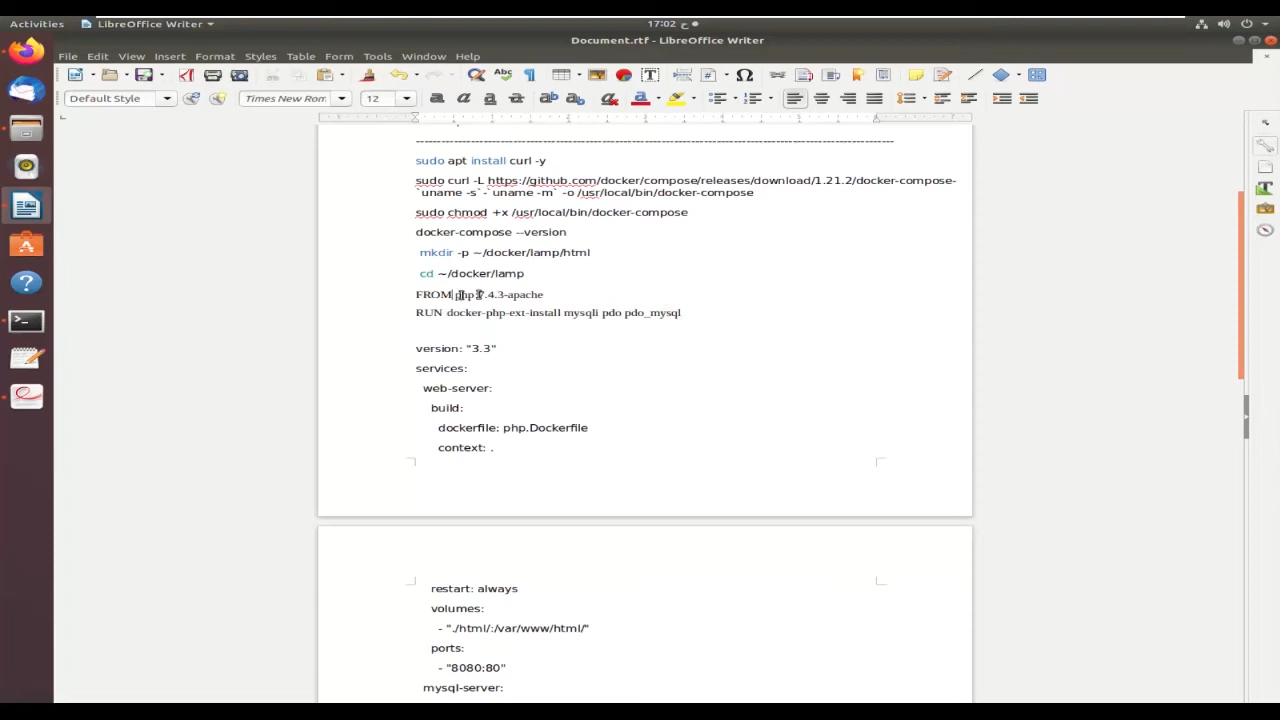 Activities LibreOffice Writer 17:02 ح
Document.rtf - LibreOffice Writer
File Edit View Insert Format Styles Table Form Tools Window Help
Default Style Times New Rom 12
sudo apt install curl -y
sudo curl -L https://github.com/docker/compose/releases/download/1.21.2/docker-compose-
`uname -s`-`uname -m` -o /usr/local/bin/docker-compose
sudo chmod +x /usr/local/bin/docker-compose
docker-compose --version
mkdir -p ~/docker/lamp/html
cd ~/docker/lamp
FROM php:7.4.3-apache
RUN docker-php-ext-install mysqli pdo pdo_mysql
version: "3.3"
services:
web-server:
build:
dockerfile: php.Dockerfile
context: .
restart: always
volumes:
- "./html/:/var/www/html/"
ports:
- "8080:80"
mysql-server: